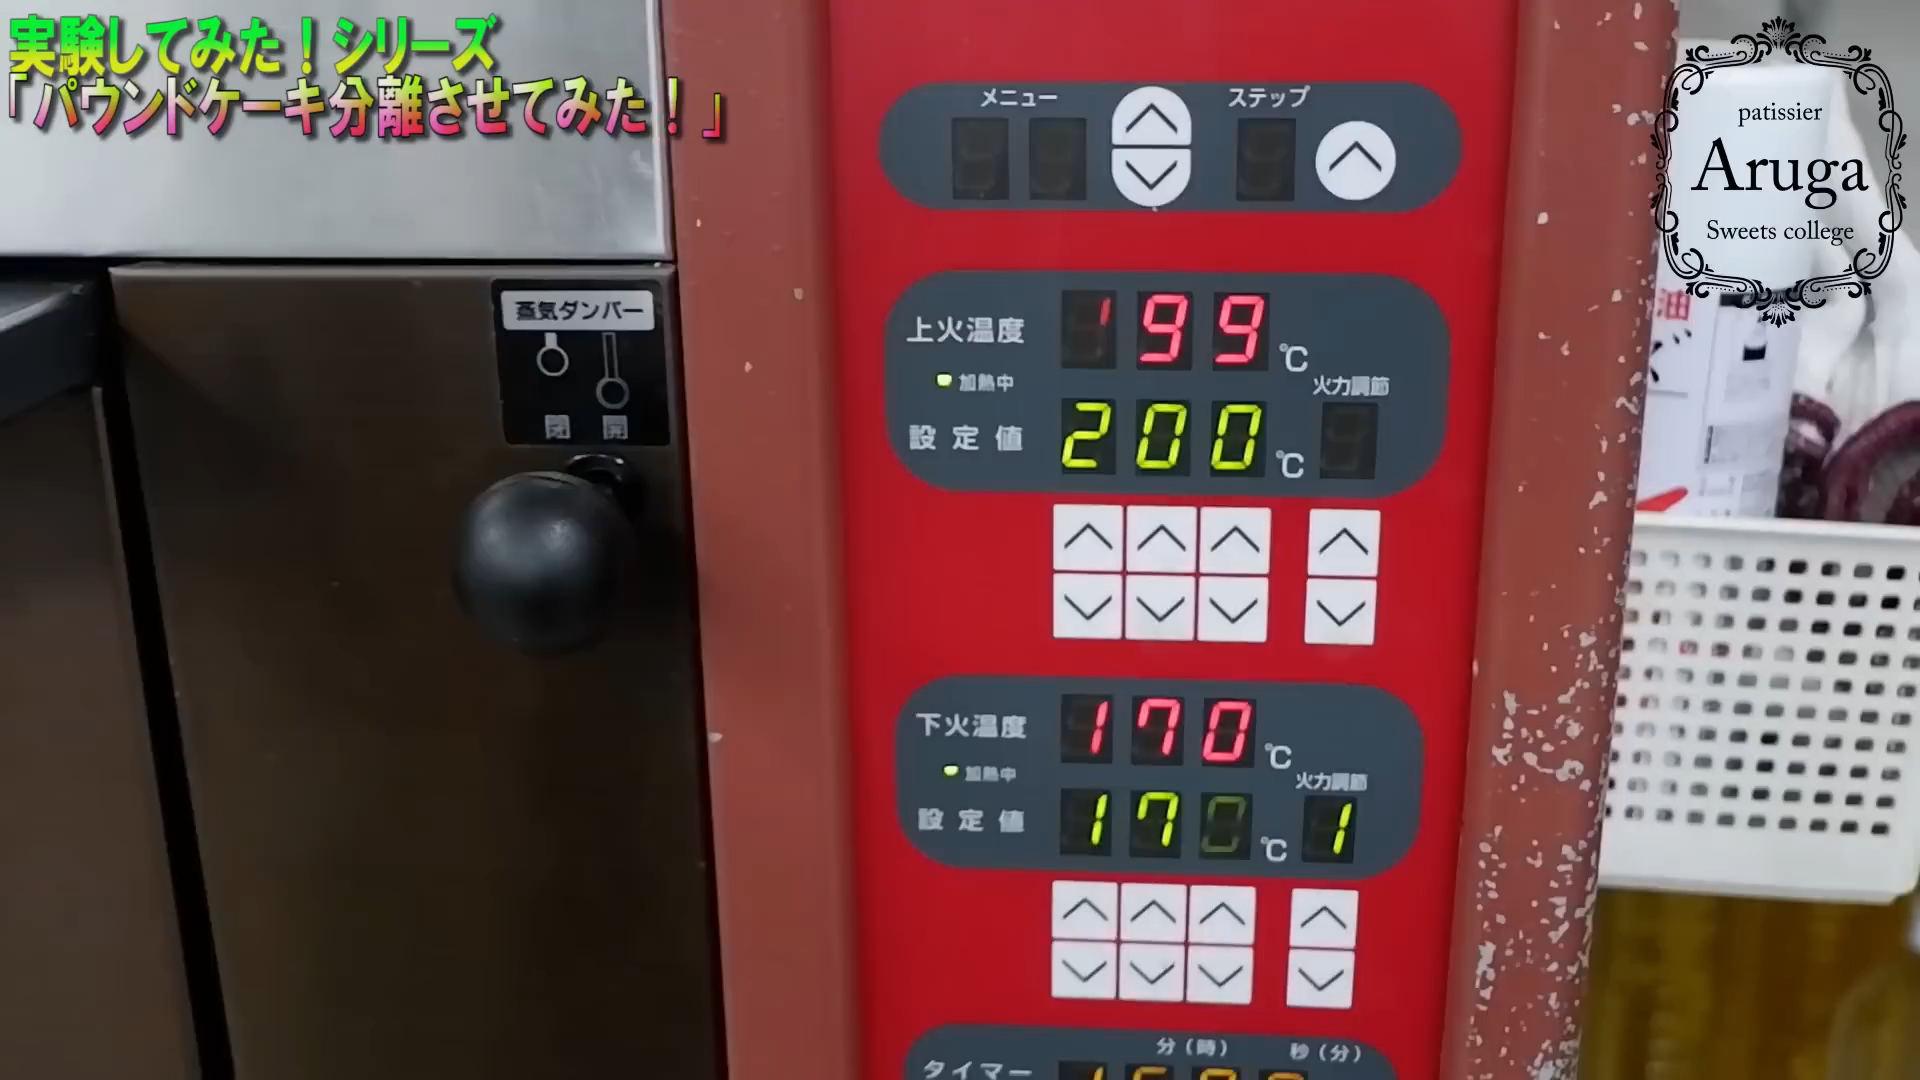 実験してみた！シリーズ
「パウンドケーキ分離させてみた！」
patissier
Aruga
Sweets college
メニュー
ステップ
蒸気ダンパー
閉 開
上火温度 199 ℃
加熱中
火力調節
設定値 200 ℃
油
下火温度 170 ℃
加熱中
火力調節
設定値 170 ℃ 1
分(時) 秒(分)
タイマー